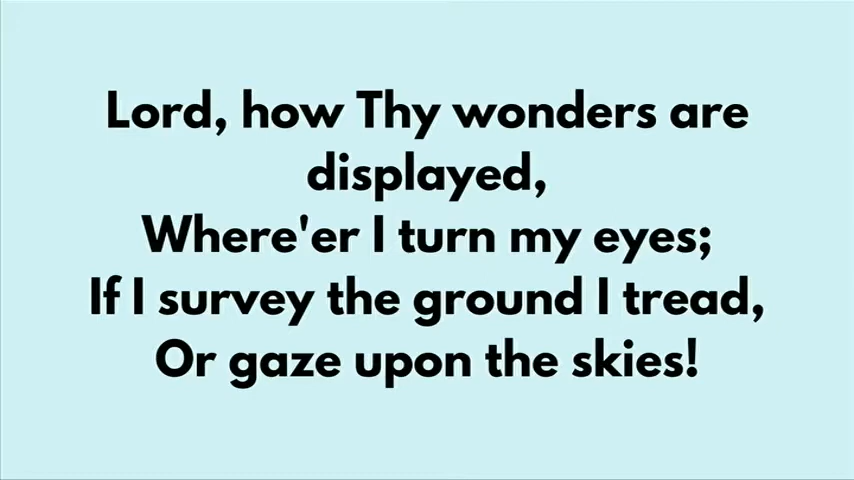 Lord, how Thy wonders are
displayed,
Where'er I turn my eyes;
If I survey the ground I tread,
Or gaze upon the skies!